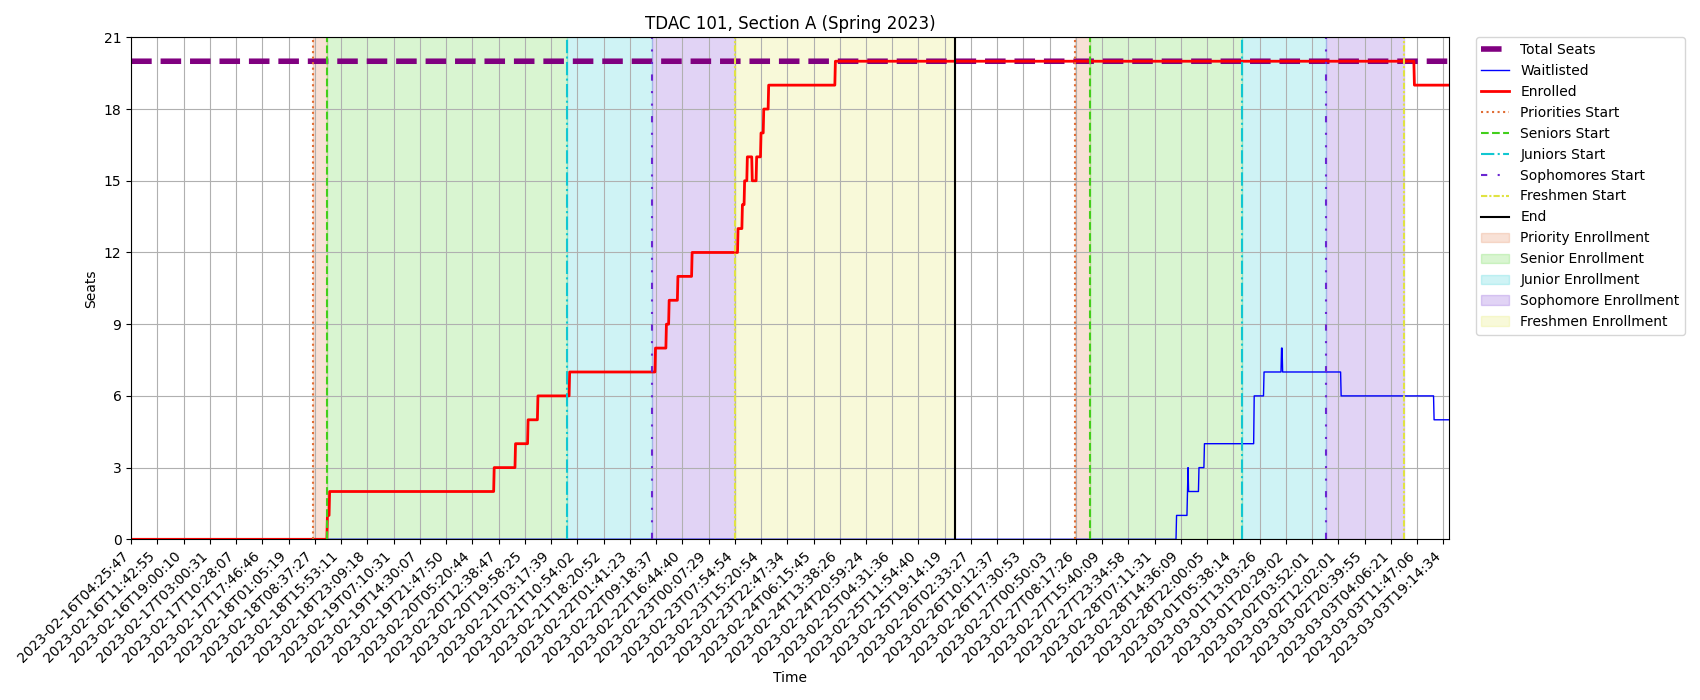 TDAC 101, Section A (Spring 2023)
21
18
15
12
9
6
3
0
Seats
2023-02-16T04:25:47
2023-02-16T11:42:55
2023-02-16T19:00:10
2023-02-17T03:00:31
2023-02-17T10:28:07
2023-02-17T17:46:46
2023-02-18T01:05:19
2023-02-18T08:37:27
2023-02-18T15:53:11
2023-02-18T23:09:18
2023-02-19T07:10:31
2023-02-19T14:30:07
2023-02-19T21:47:50
2023-02-20T05:20:44
2023-02-20T12:38:47
2023-02-20T19:58:25
2023-02-21T03:17:39
2023-02-21T10:54:02
2023-02-21T18:20:52
2023-02-22T01:41:23
2023-02-22T09:18:37
2023-02-22T16:44:40
2023-02-23T00:07:29
2023-02-23T07:54:54
2023-02-23T15:20:54
2023-02-23T22:47:34
2023-02-24T06:15:45
2023-02-24T13:38:26
2023-02-24T20:59:24
2023-02-25T04:31:36
2023-02-25T11:54:40
2023-02-25T19:14:19
2023-02-26T02:33:27
2023-02-26T10:12:37
2023-02-26T17:30:53
2023-02-27T00:50:03
2023-02-27T08:17:26
2023-02-27T15:40:09
2023-02-27T23:34:58
2023-02-28T07:11:31
2023-02-28T14:36:09
2023-02-28T22:00:05
2023-03-01T05:38:14
2023-03-01T13:03:26
2023-03-01T20:29:02
2023-03-02T03:52:01
2023-03-02T12:02:01
2023-03-02T20:39:55
2023-03-03T04:06:21
2023-03-03T11:47:06
2023-03-03T19:14:34
Time
Total Seats
Waitlisted
Enrolled
Priorities Start
Seniors Start
Juniors Start
Sophomores Start
Freshmen Start
End
Priority Enrollment
Senior Enrollment
Junior Enrollment
Sophomore Enrollment
Freshmen Enrollment